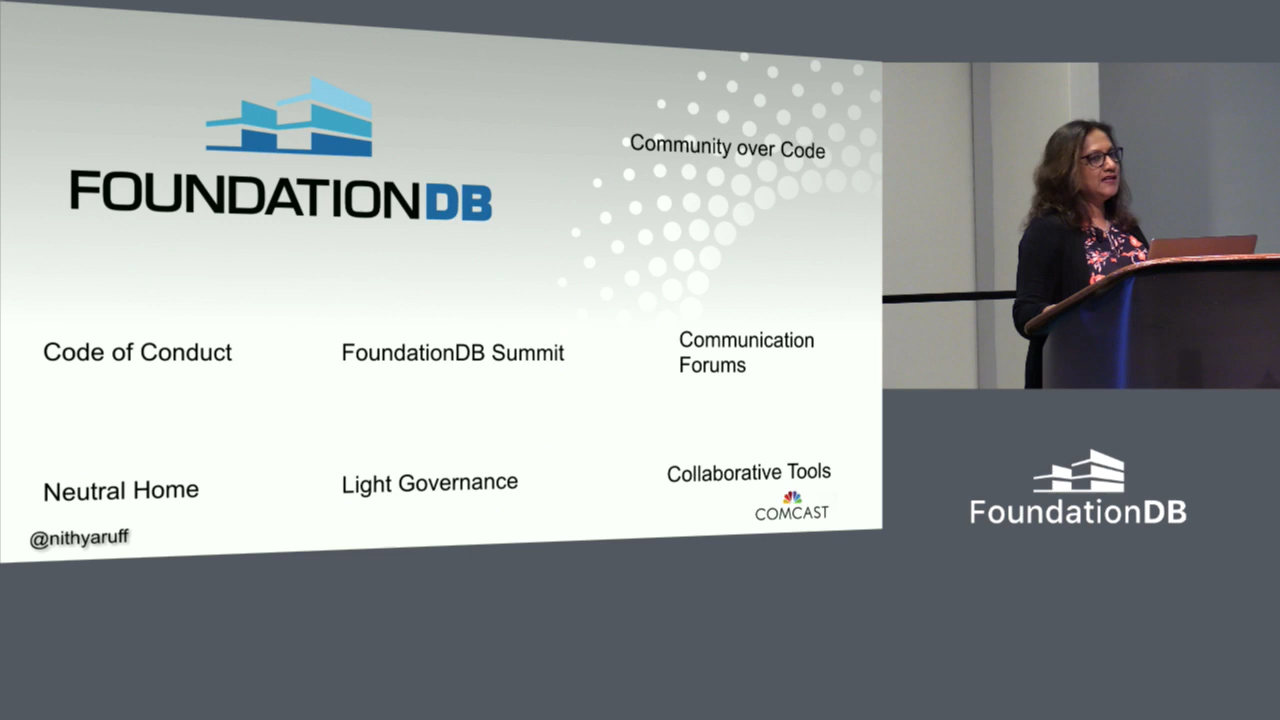 FOUNDATIONDB
Community over Code
Code of Conduct
FoundationDB Summit
Communication
Forums
Neutral Home
Light Governance
Collaborative Tools
COMCAST
@nithyaruff
FoundationDB